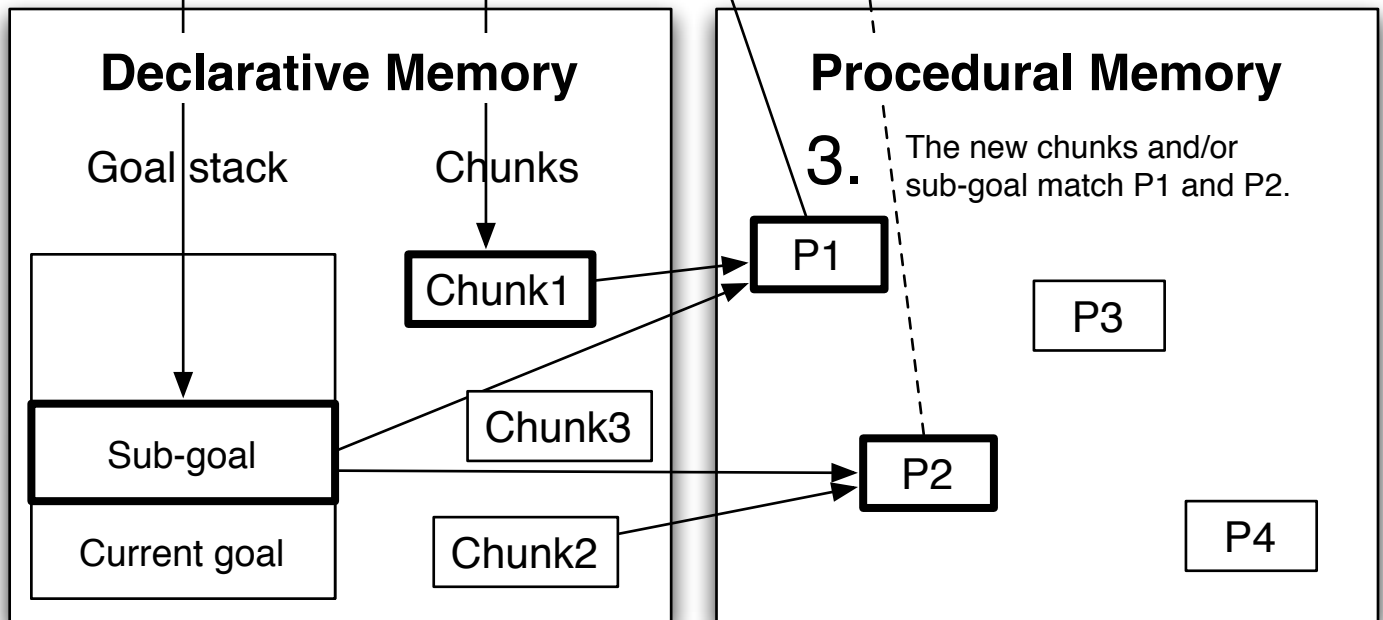 Declarative Memory
Goal stack
Chunks
Chunk1
Chunk3
Sub-goal
Chunk2
Current goal
Procedural Memory
3.
The new chunks and/or
sub-goal match P1 and P2.
P1
P3
P2
P4